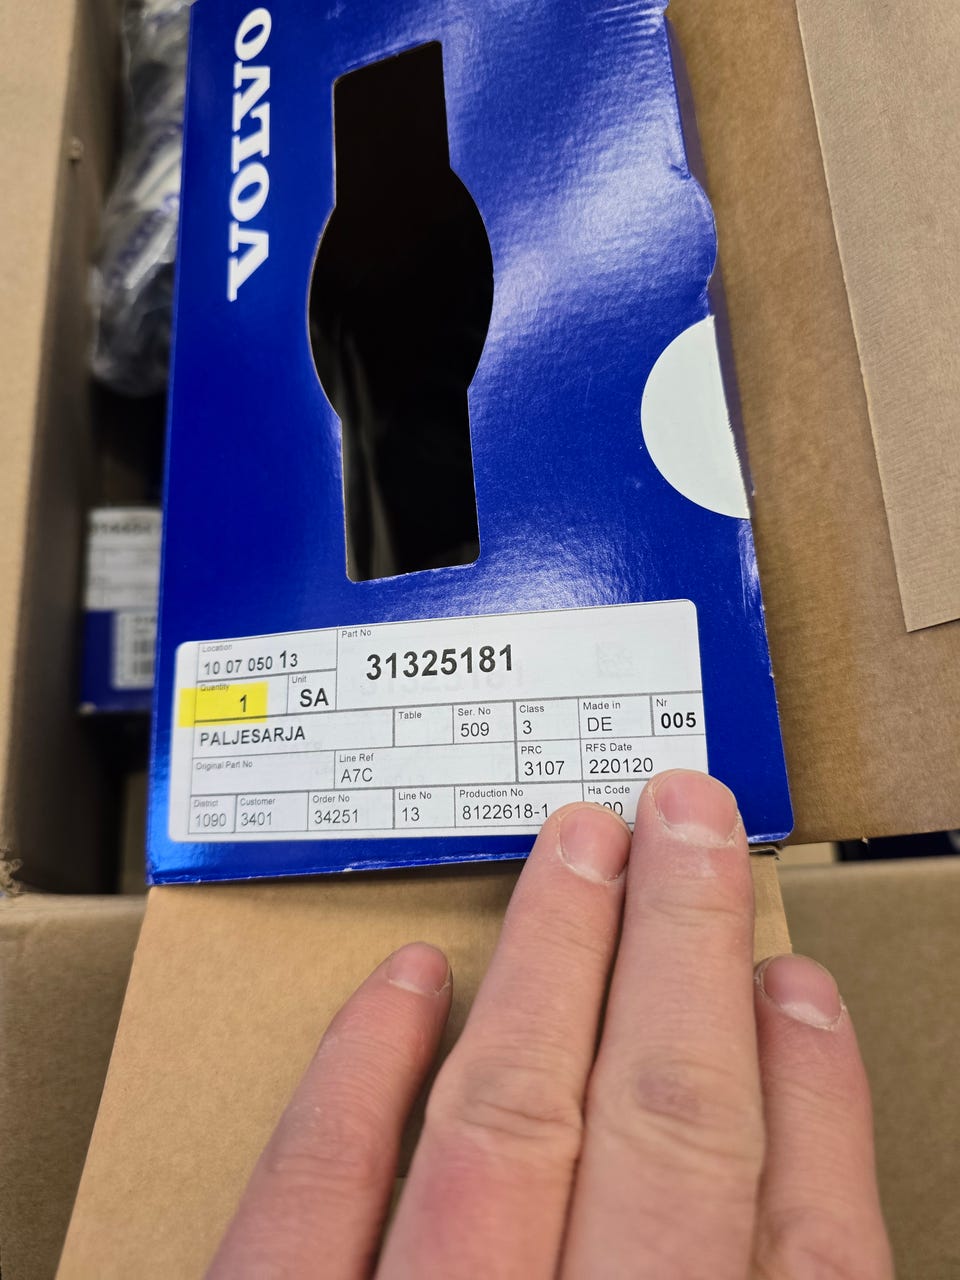 VOLVO
Location
10 07 050 13
Part No
31325181
Quantity
1
Unit
SA
PALJESARJA
Table
Ser. No
509
Class
3
Made in
DE
Nr
005
Original Part No
Line Ref
A7C
PRC
3107
RFS Date
220120
District
1090
Customer
3401
Order No
34251
Line No
13
Production No
8122618-1
Ha Code